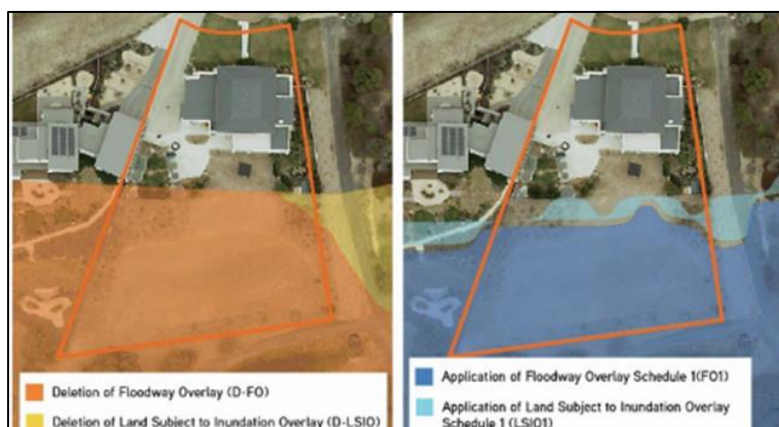 Deletion of Floodway Overlay (D-FO)
Deletion of Land Subject to Inundation Overlay (D-LSIO)
Application of Floodway Overlay Schedule 1(FO1)
Application of Land Subject to Inundation Overlay
Schedule 1 (LSIO1)